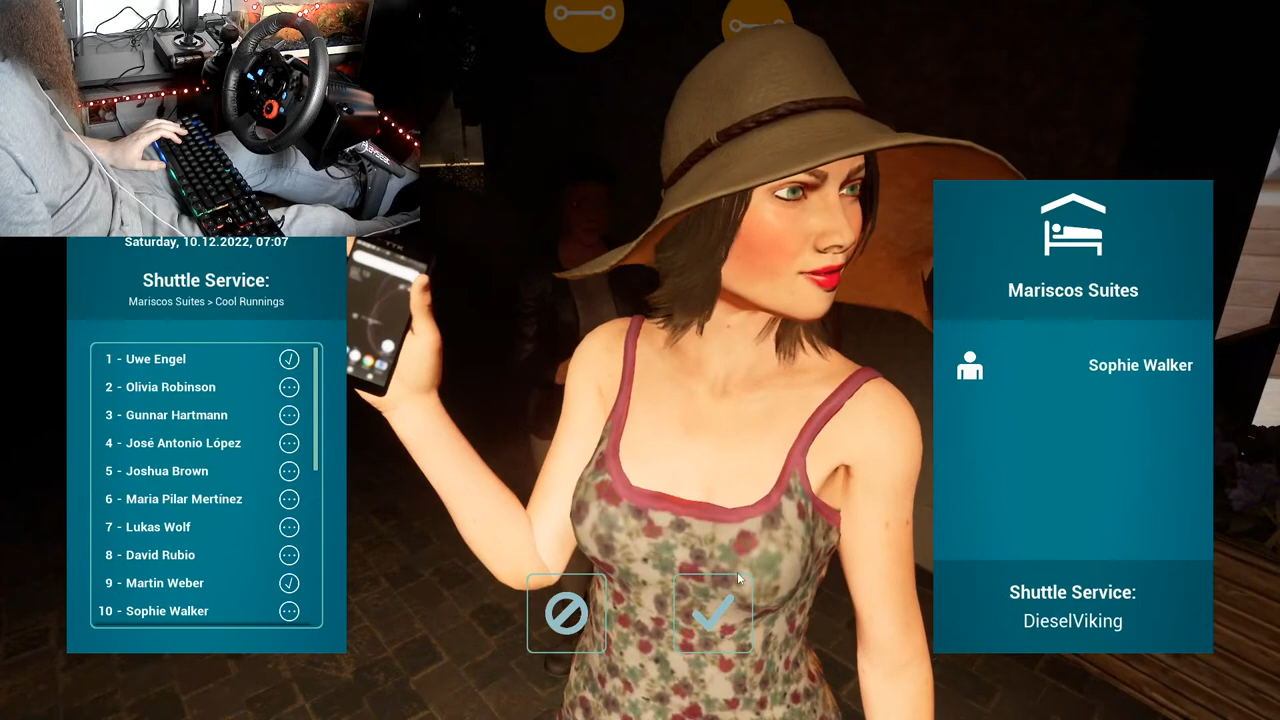 Saturday, 10.12.2022, 07:07
Shuttle Service:
Mariscos Suites > Cool Runnings
1 - Uwe Engel
2 - Olivia Robinson
3 - Gunnar Hartmann
4 - José Antonio López
5 - Joshua Brown
6 - Maria Pilar Mertínez
7 - Lukas Wolf
8 - David Rubio
9 - Martin Weber
10 - Sophie Walker
TTK
Mariscos Suites
Sophie Walker
Shuttle Service:
DieselViking